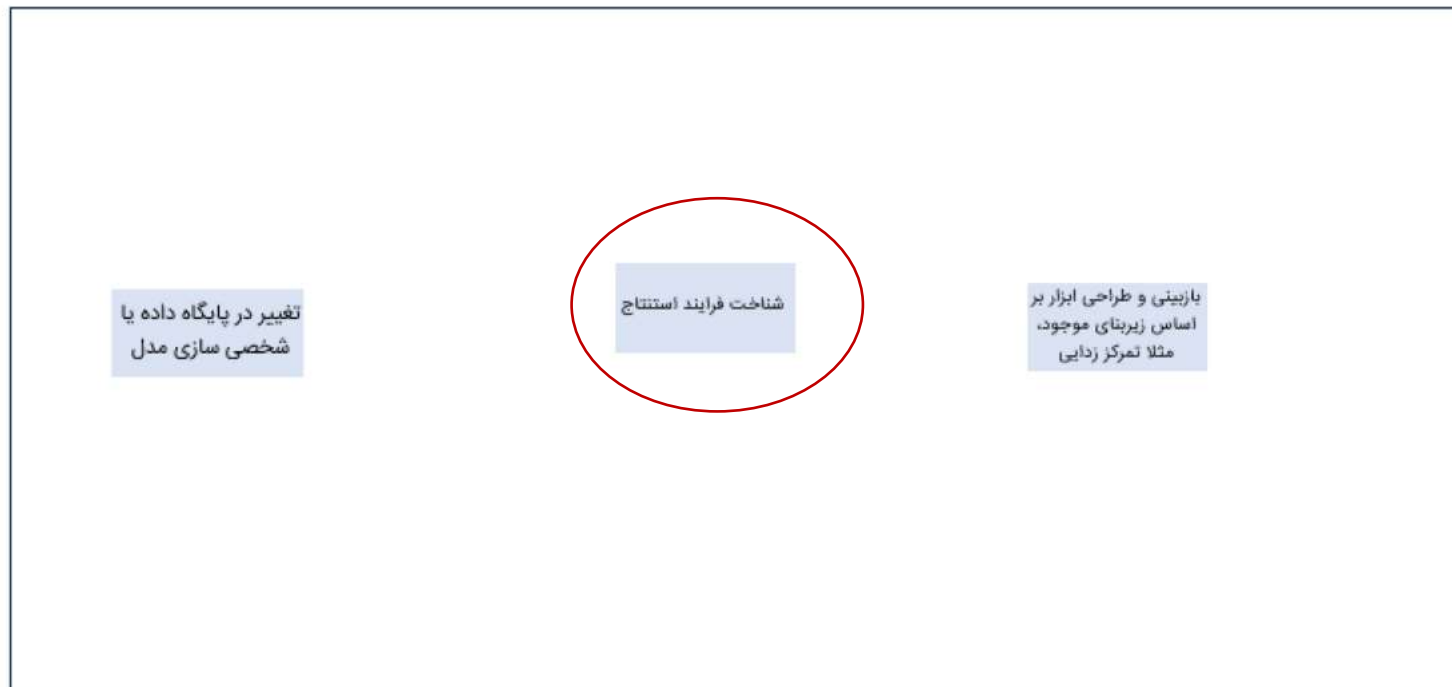 بازبینی و طراحی ابزار بر
اساس زیربنای موجود،
مثلا تمرکز زدایی
شناخت فرایند استنتاج
تغییر در پایگاه داده یا
شخصی سازی مدل